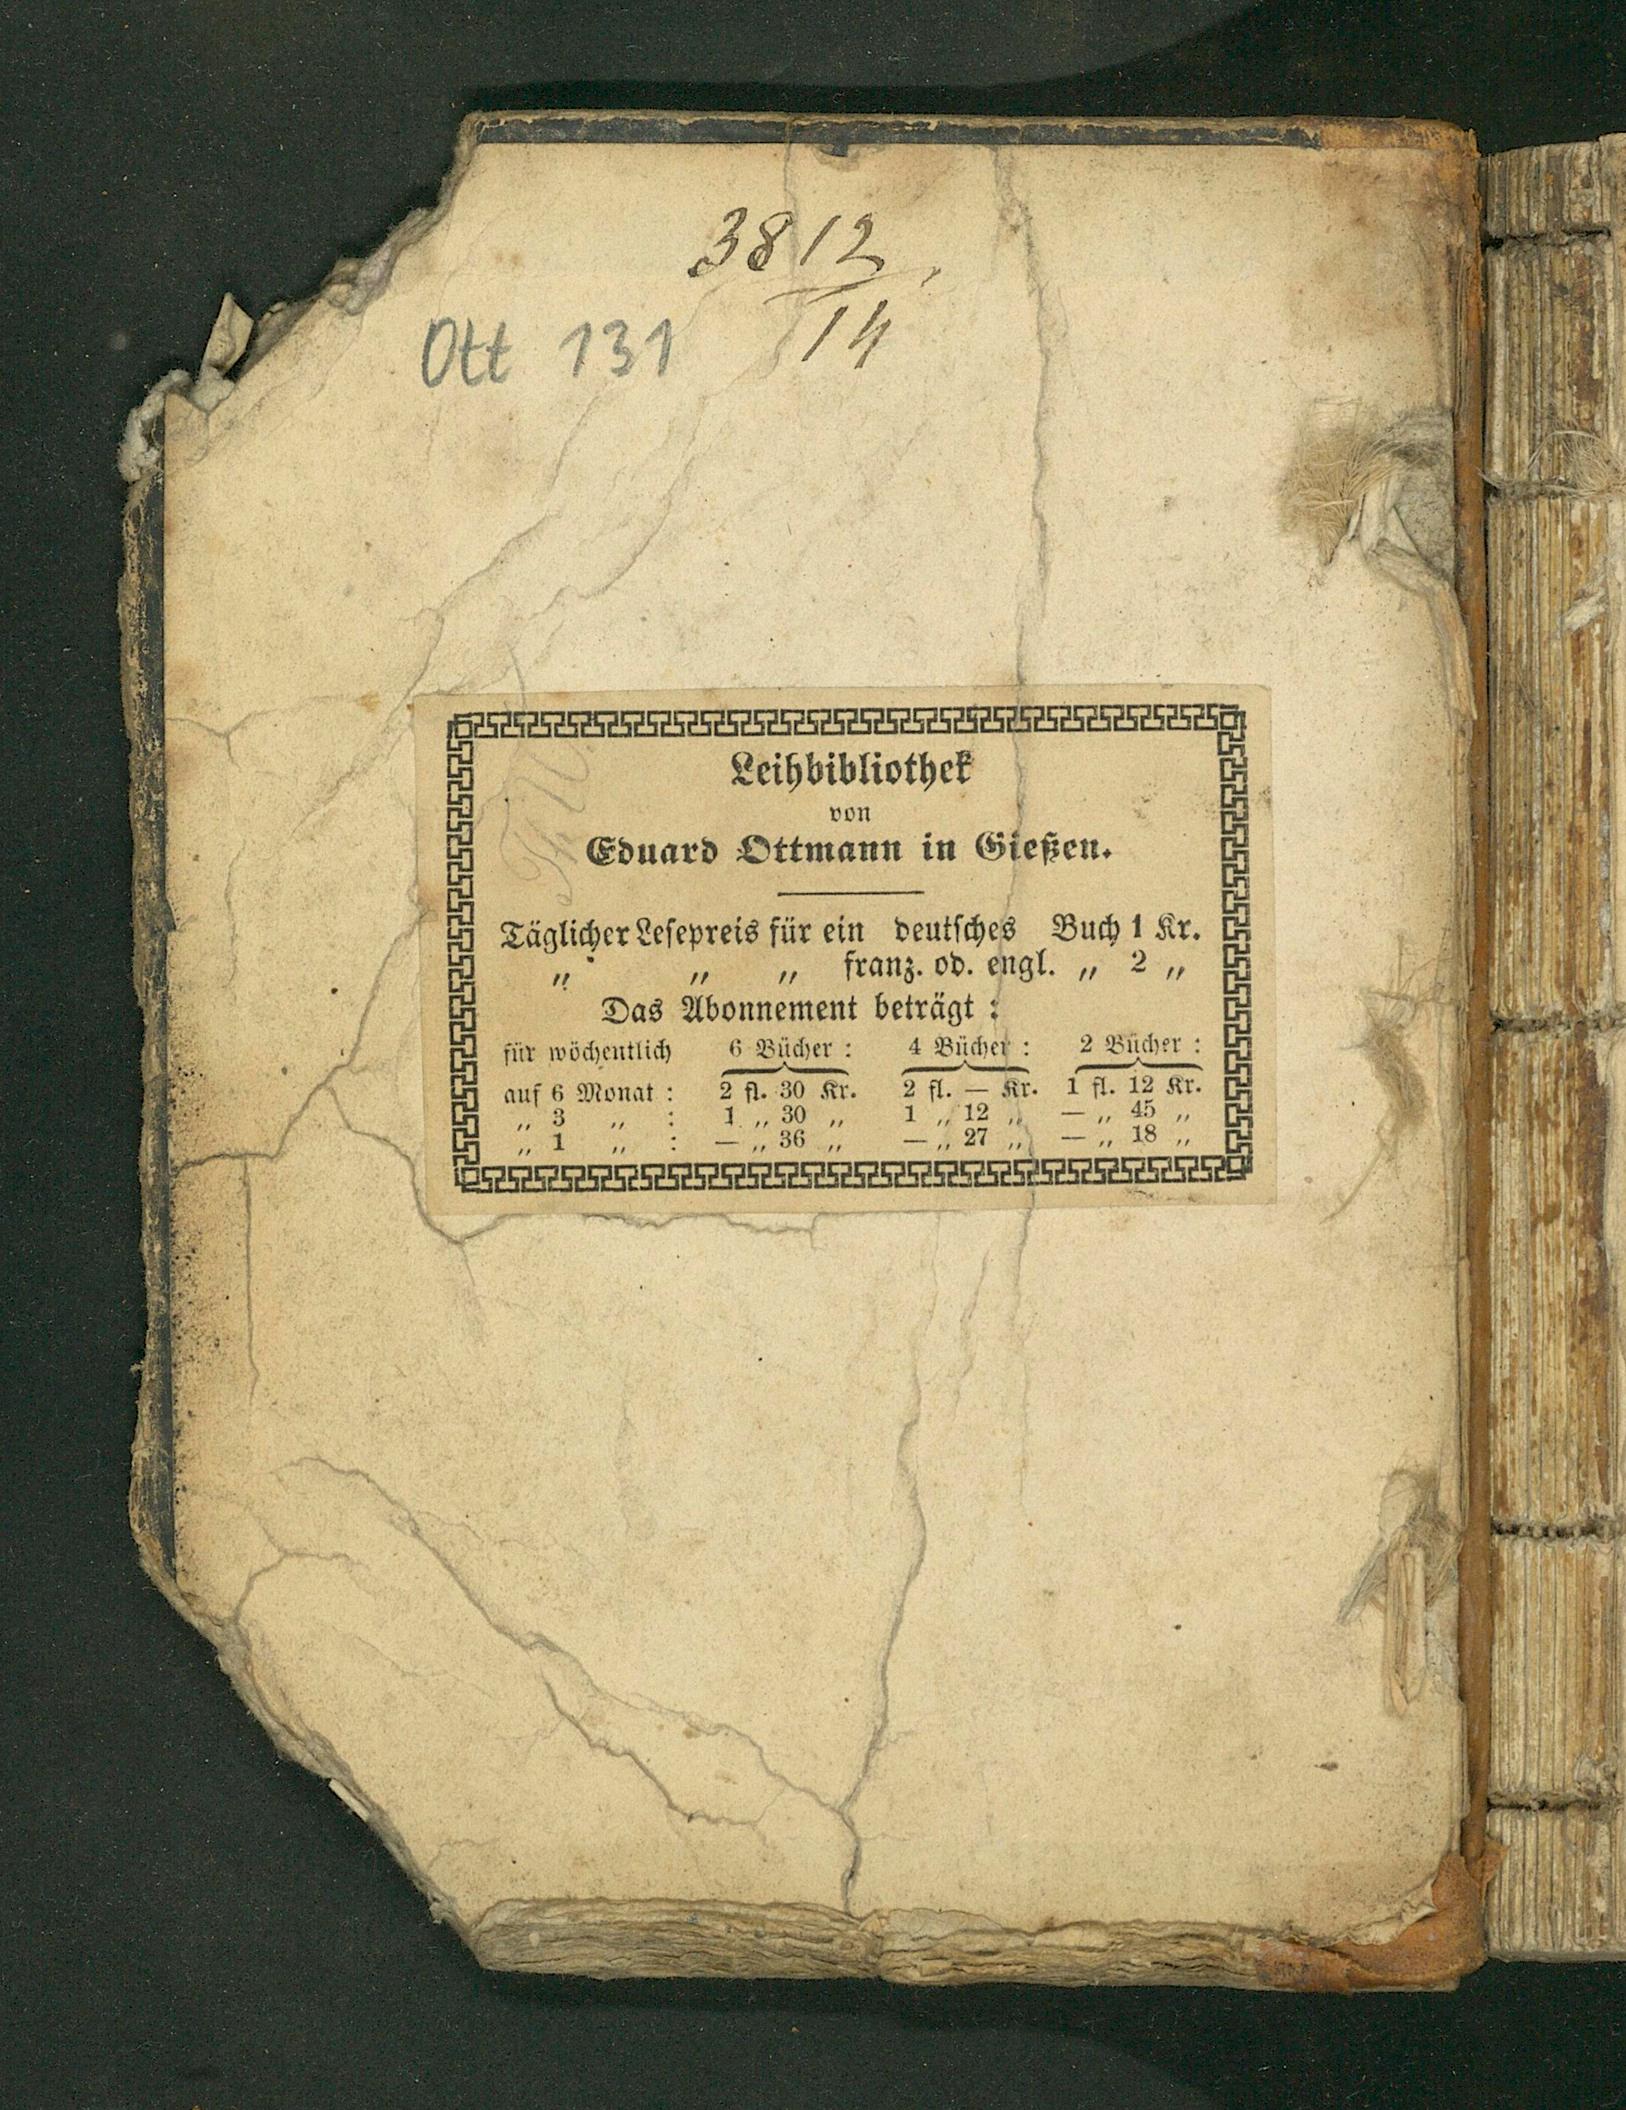 3812
14
Ott 131
Leihbibliothek
von
Eduard Ottmann in Gießen.
Täglicher Lesepreis für ein deutsches Buch 1 Kr.
„ „ „ franz. od. engl. „ 2 „
Das Abonnement beträgt :
für wöchentlich 6 Bücher : 4 Bücher : 2 Bücher :
auf 6 Monat : 2 fl. 30 Kr. 2 fl. — Kr. 1 fl. 12 Kr.
„ 3 „ : 1 „ 30 „ 1 „ 12 „ — „ 45 „
„ 1 „ : — „ 36 „ — „ 27 „ — „ 18 „